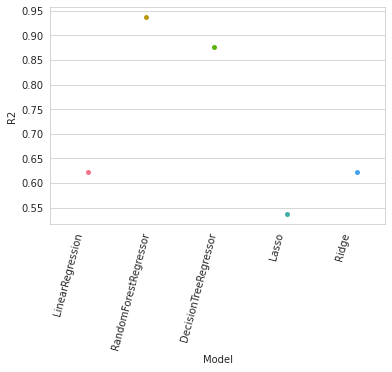 0.95
0.90
0.85
0.80
0.75
0.70
0.65
0.60
0.55
R2
LinearRegression
RandomForestRegressor
DecisionTreeRegressor
Lasso
Ridge
Model